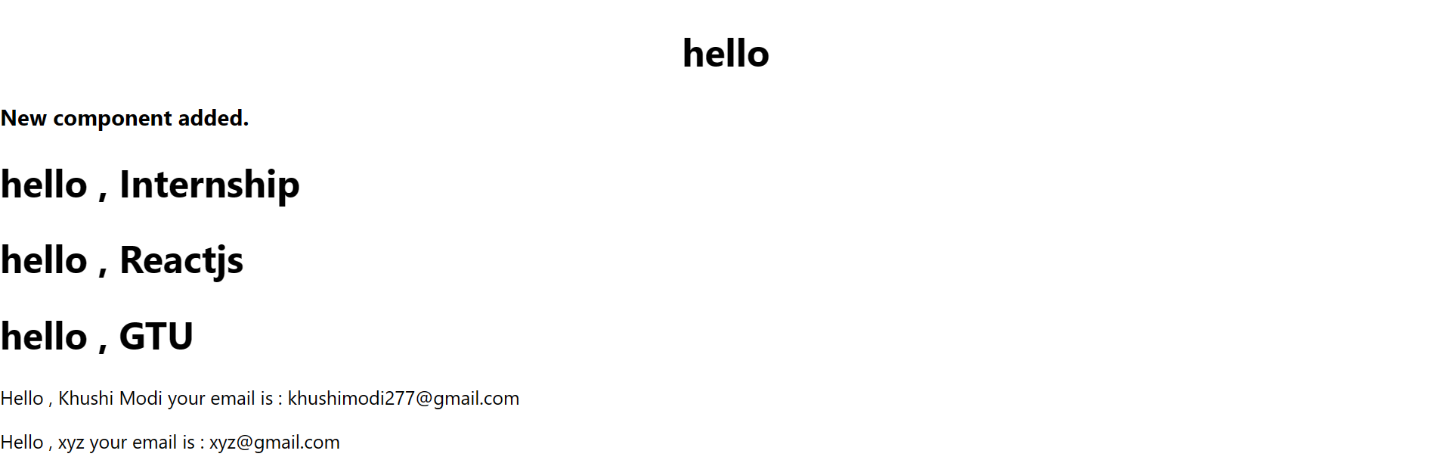 hello
New component added.
hello , Internship
hello , Reactjs
hello , GTU
Hello , Khushi Modi your email is : khushimodi277@gmail.com
Hello , xyz your email is : xyz@gmail.com